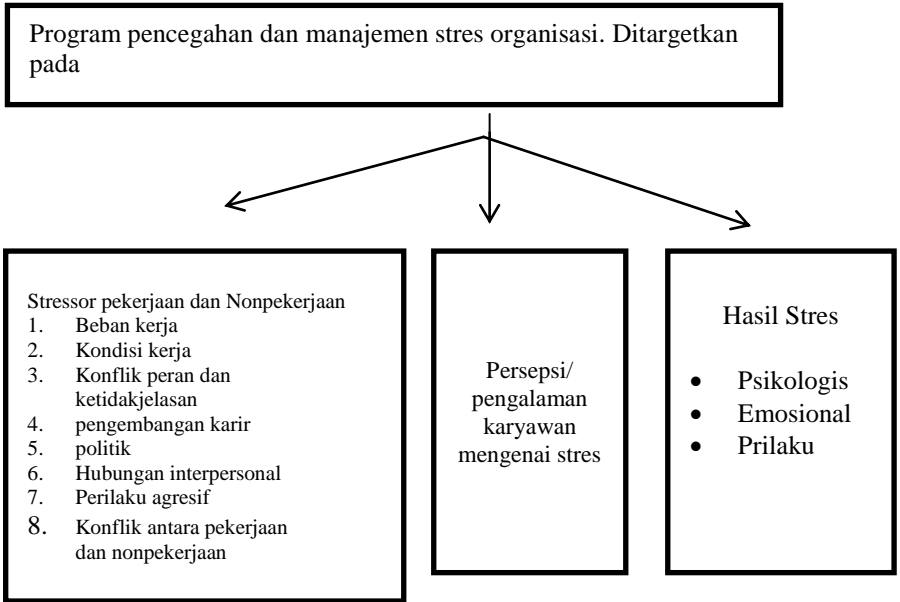 Program pencegahan dan manajemen stres organisasi. Ditargetkan
pada
Stressor pekerjaan dan Nonpekerjaan
1. Beban kerja
2. Kondisi kerja
3. Konflik peran dan
ketidakjelasan
4. pengembangan karir
5. politik
6. Hubungan interpersonal
7. Perilaku agresif
8. Konflik antara pekerjaan
dan nonpekerjaan
Persepsi/
pengalaman
karyawan
mengenai stres
Hasil Stres
• Psikologis
• Emosional
• Prilaku